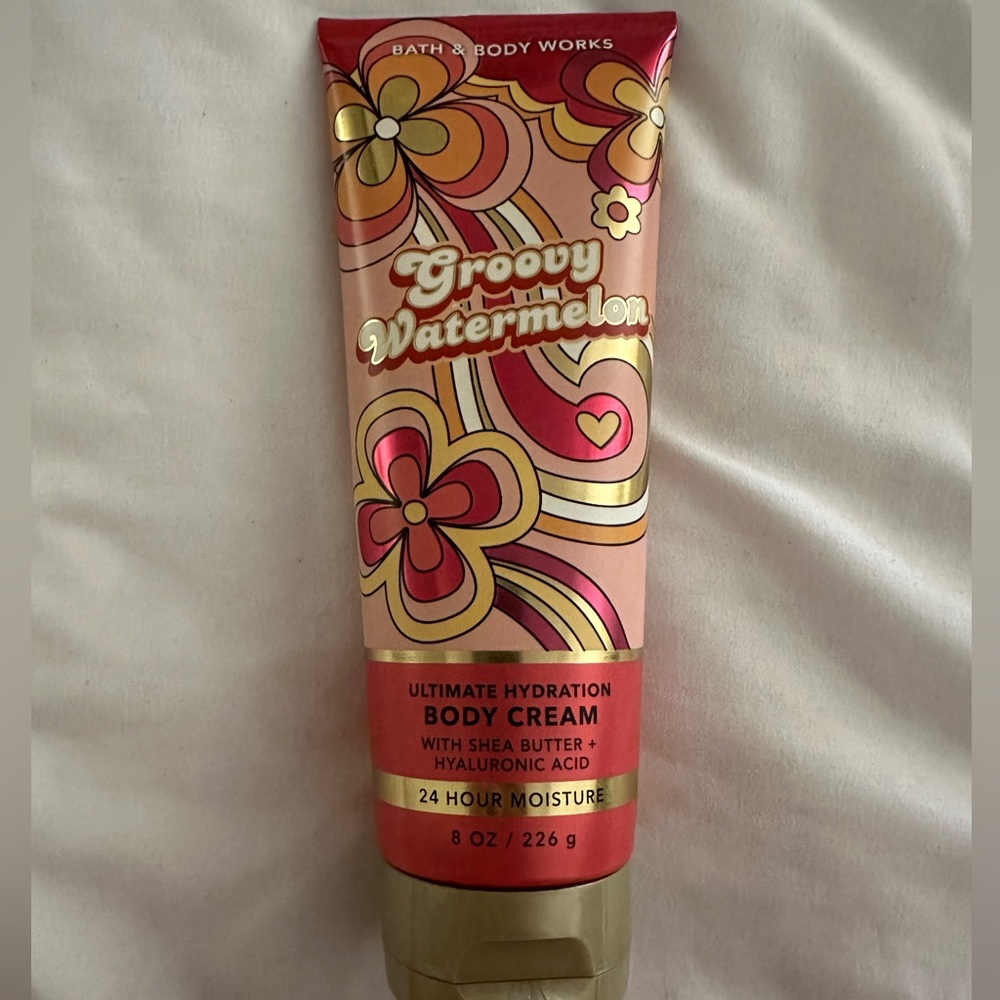 BATH & BODY WORKS
Groovy
Watermelon
ULTIMATE HYDRATION
BODY CREAM
WITH SHEA BUTTER +
HYALURONIC ACID
24 HOUR MOISTURE
8 OZ / 226 g